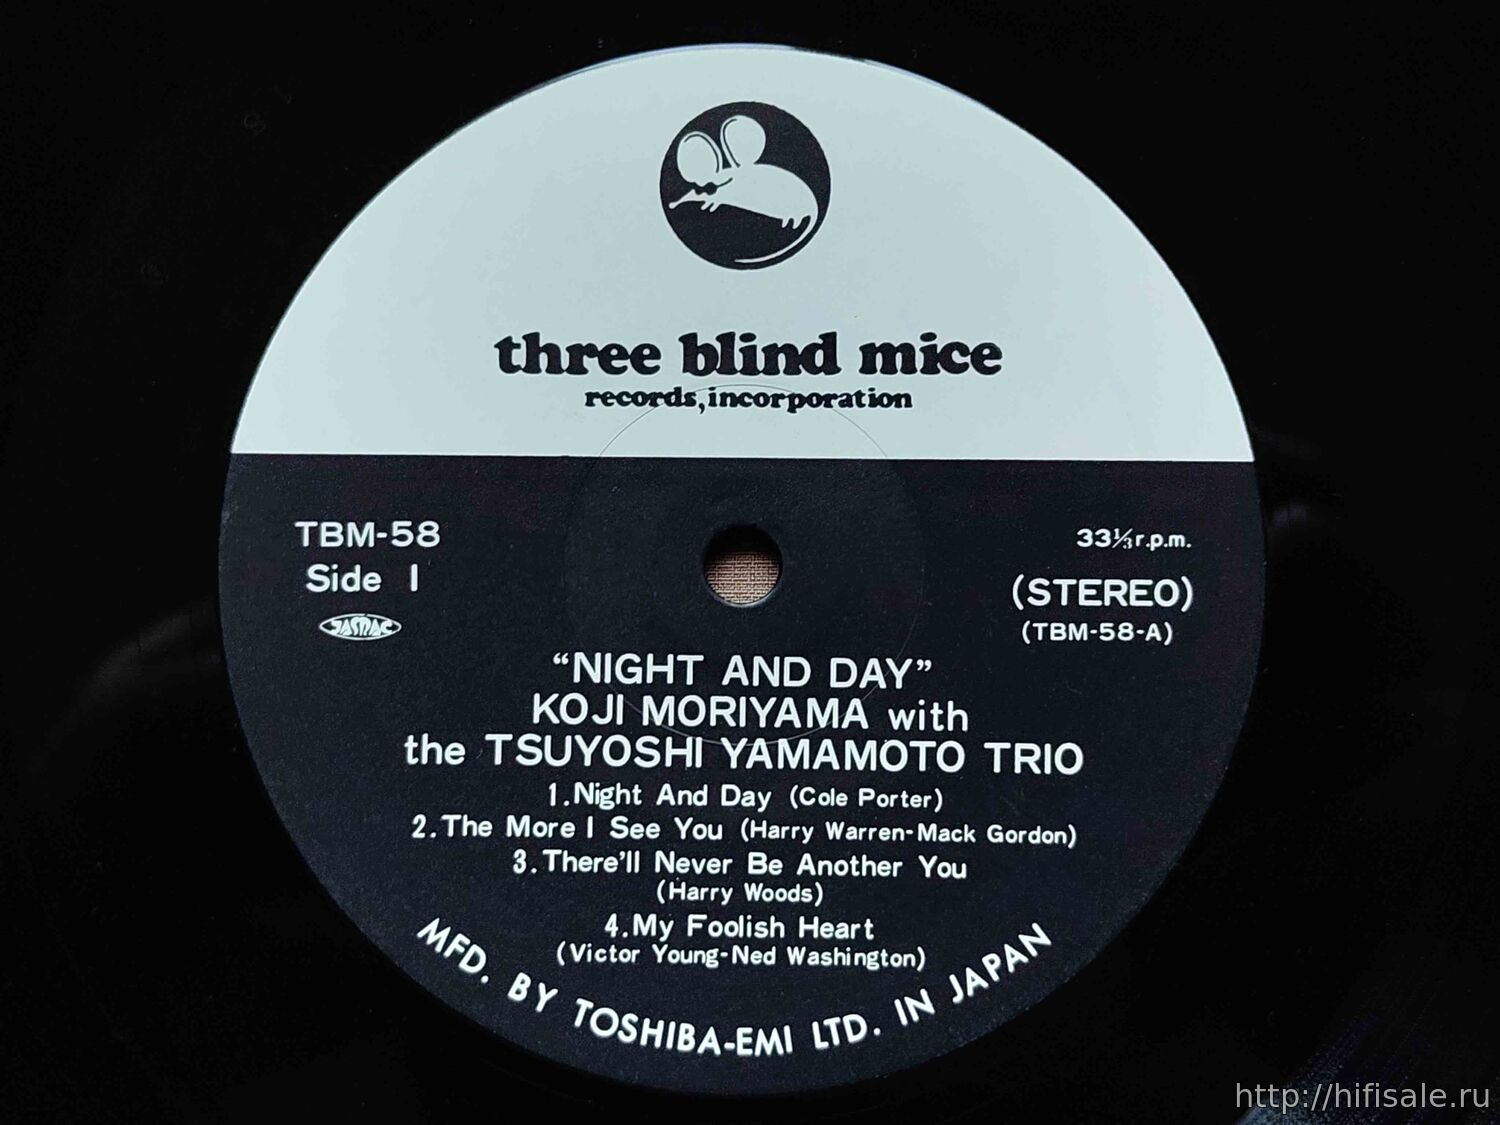 three blind mice
records, incorporation
TBM-58
Side 1
JASRAC
33⅓ r.p.m.
(STEREO)
(TBM-58-A)
“NIGHT AND DAY”
KOJI MORIYAMA with
the TSUYOSHI YAMAMOTO TRIO
1. Night And Day (Cole Porter)
2. The More I See You (Harry Warren-Mack Gordon)
3. There'll Never Be Another You
(Harry Woods)
4. My Foolish Heart
(Victor Young-Ned Washington)
MFD. BY TOSHIBA-EMI LTD. IN JAPAN
http://hifisale.ru